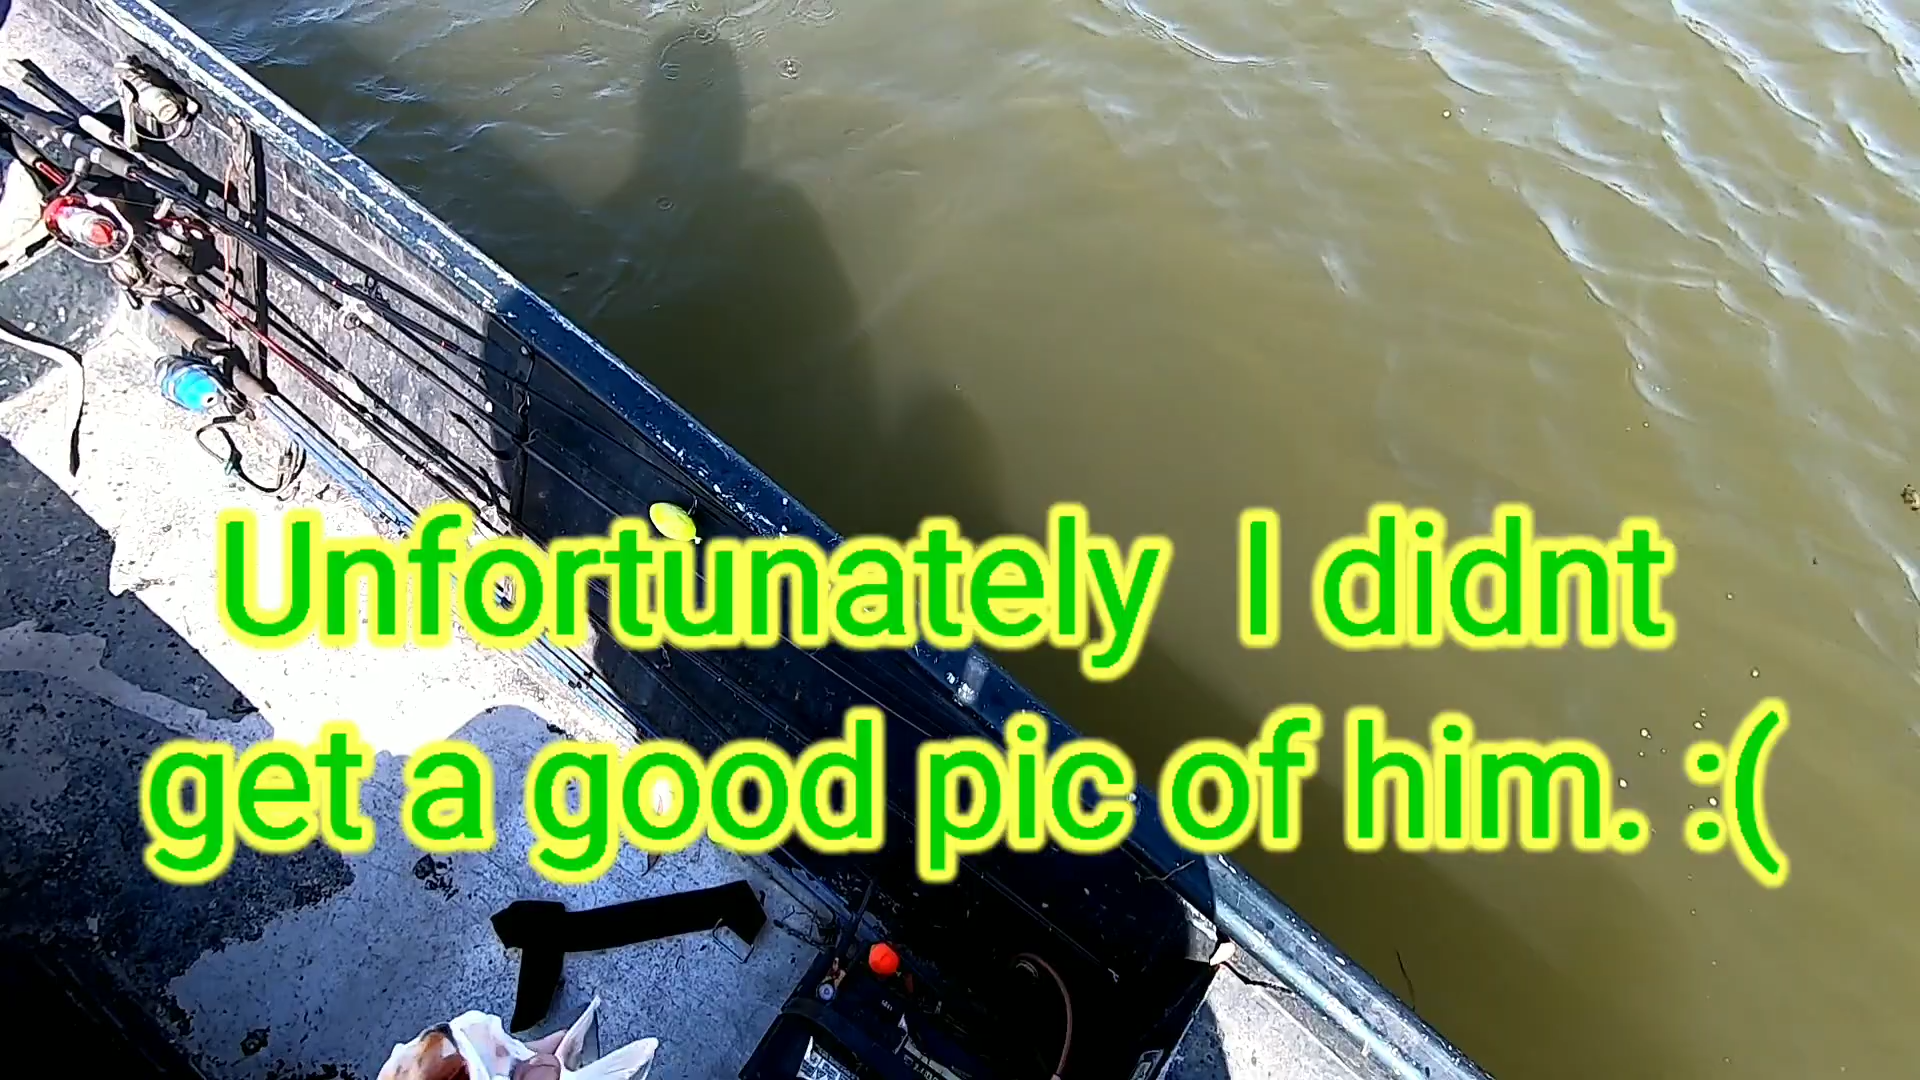 Unfortunately  I didnt
get a good pic of him. :(